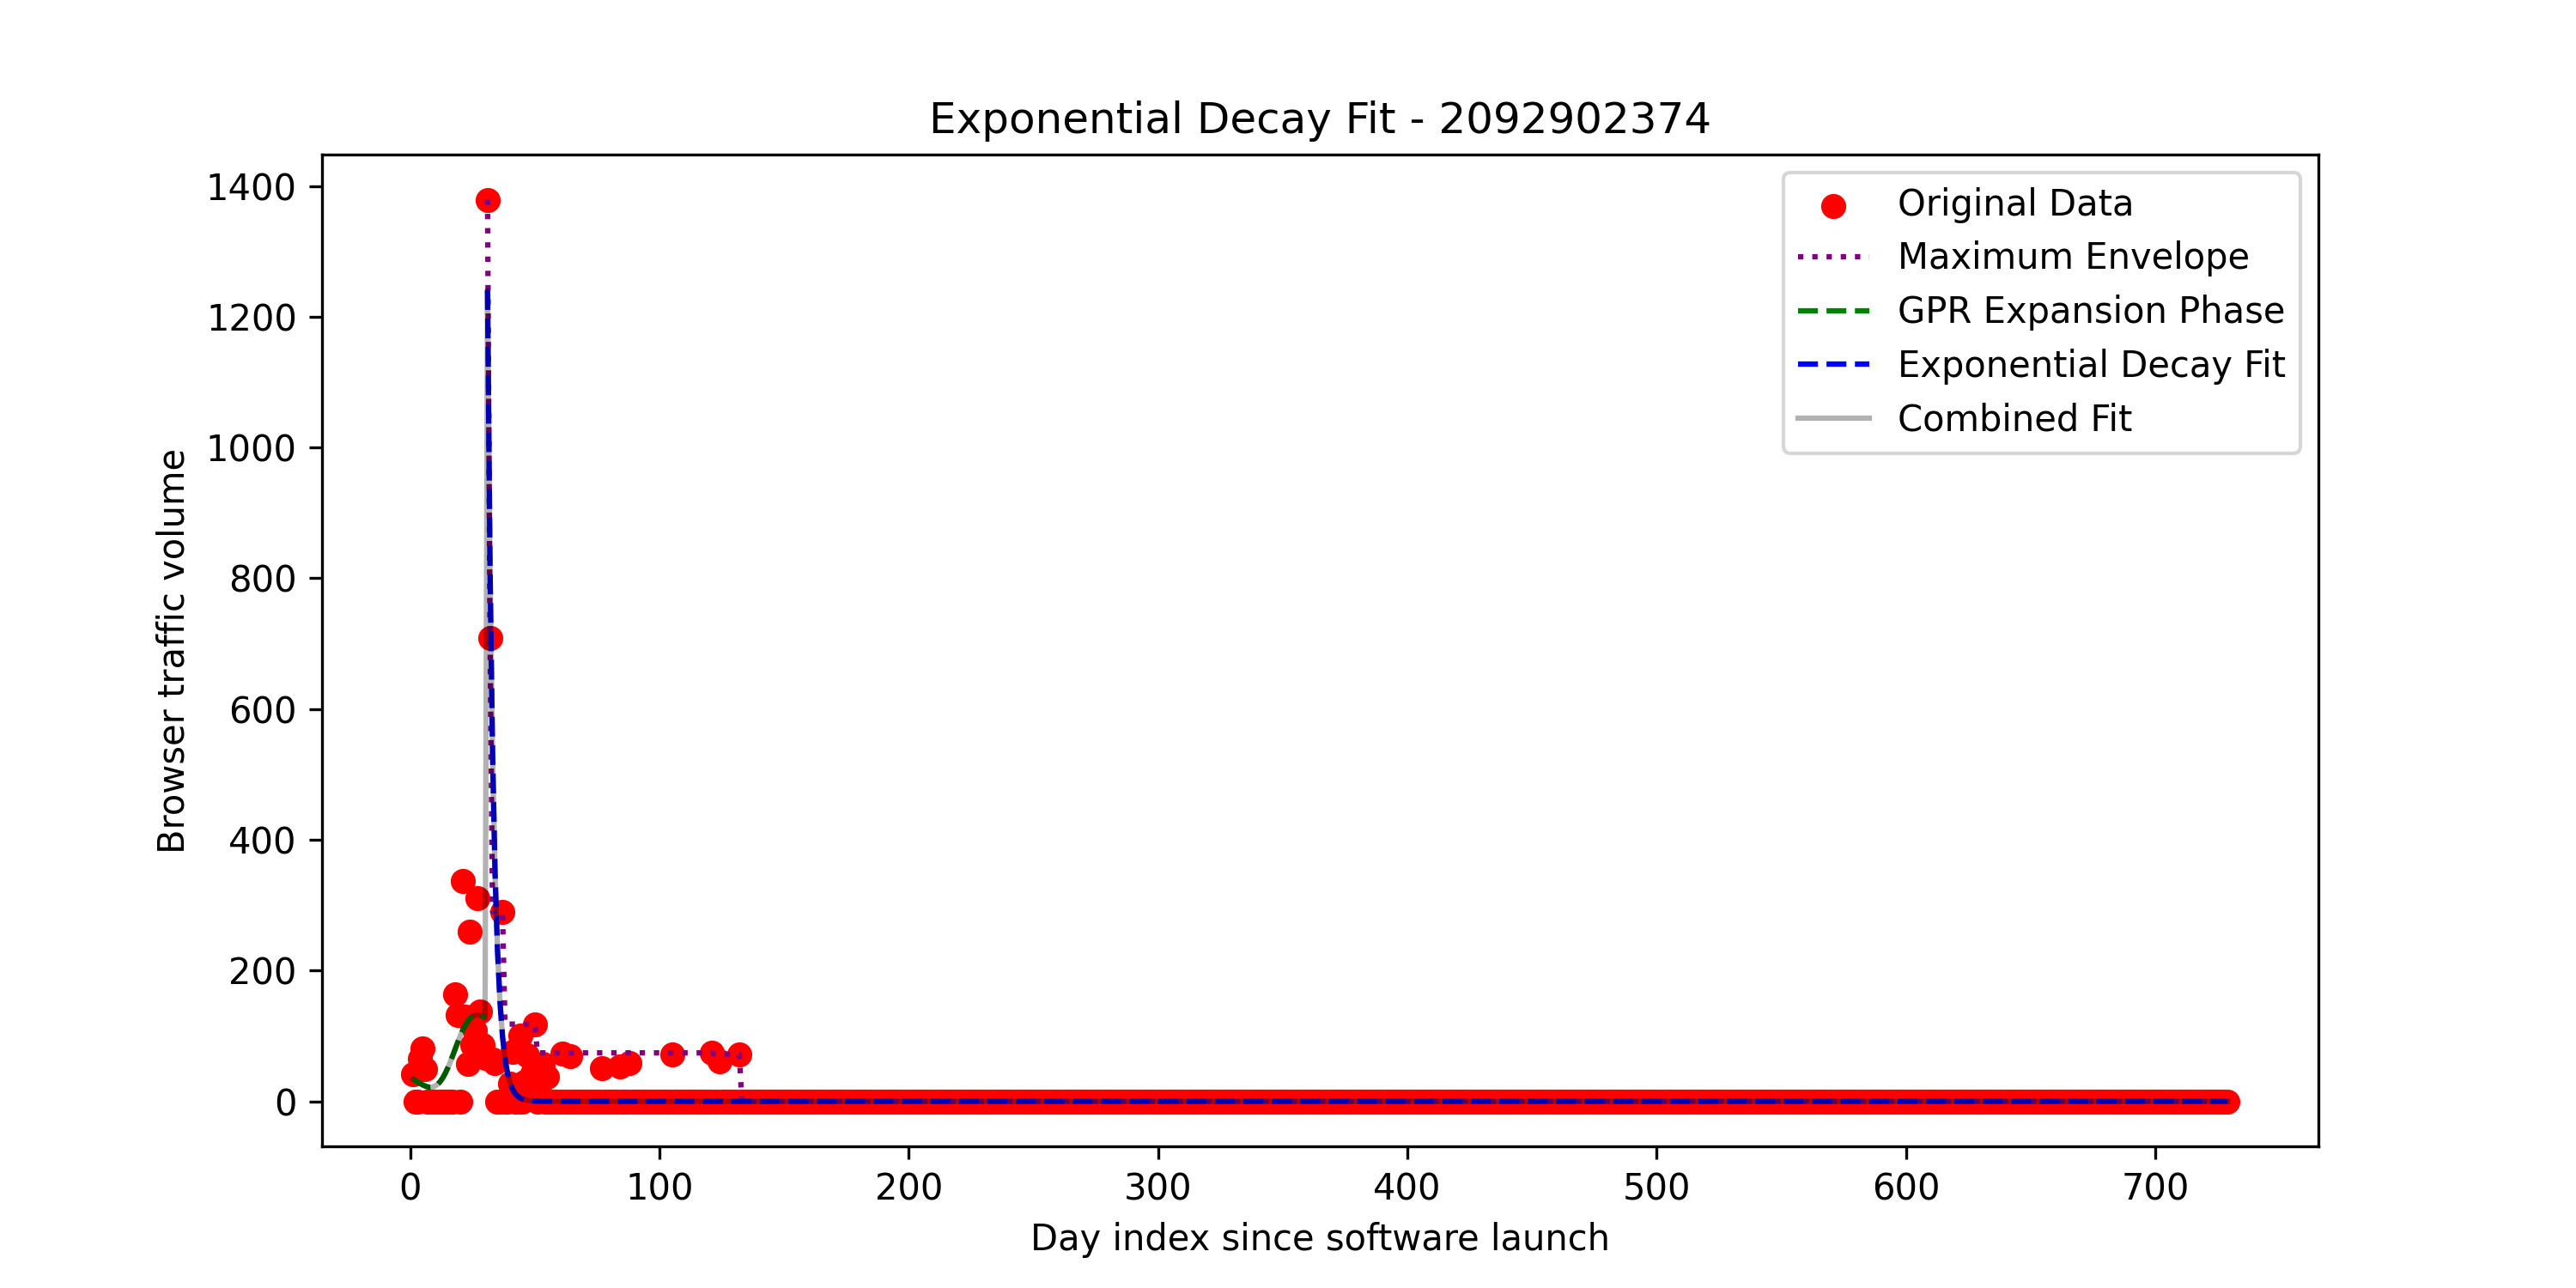 Exponential Decay Fit - 2092902374
Original Data
Maximum Envelope
GPR Expansion Phase
Exponential Decay Fit
Combined Fit
Browser traffic volume
1400
1200
1000
800
600
400
200
0
0 100 200 300 400 500 600 700
Day index since software launch